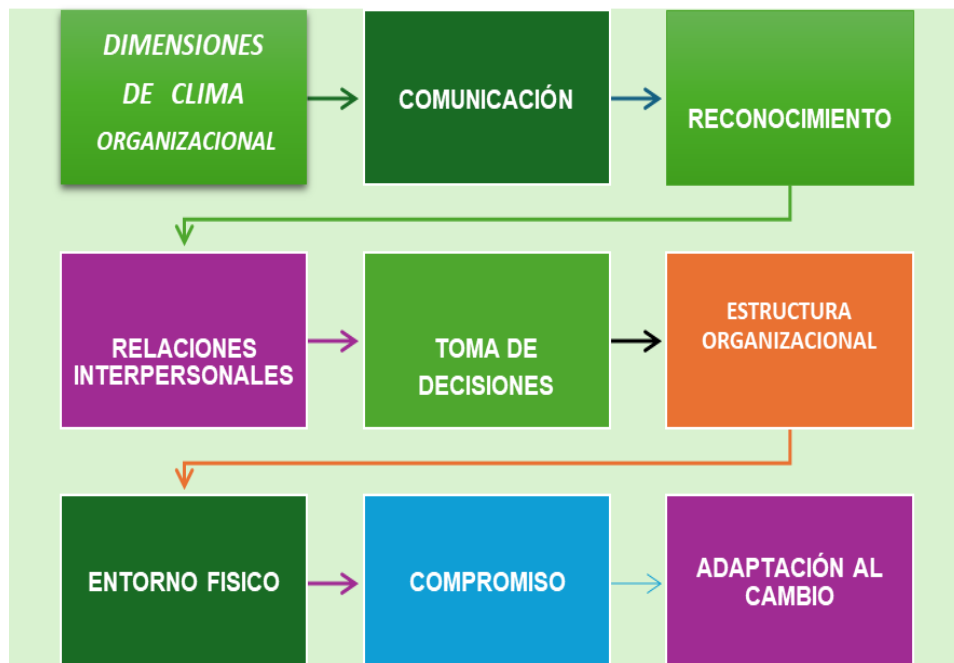 DIMENSIONES
DE CLIMA
ORGANIZACIONAL
COMUNICACIÓN
RECONOCIMIENTO
RELACIONES
INTERPERSONALES
TOMA DE
DECISIONES
ESTRUCTURA
ORGANIZACIONAL
ENTORNO FISICO
COMPROMISO
ADAPTACIÓN AL
CAMBIO